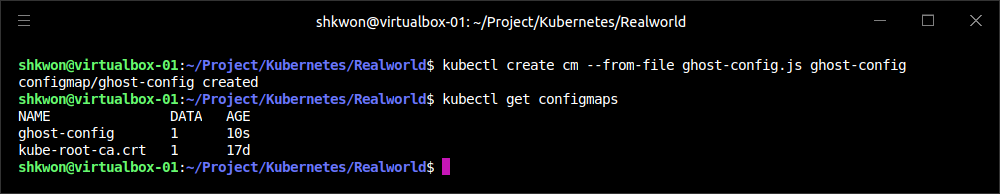 shkwon@virtualbox-01: ~/Project/Kubernetes/Realworld
shkwon@virtualbox-01:~/Project/Kubernetes/Realworld$ kubectl create cm --from-file ghost-config.js ghost-config
configmap/ghost-config created
shkwon@virtualbox-01:~/Project/Kubernetes/Realworld$ kubectl get configmaps
NAME               DATA   AGE
ghost-config       1      10s
kube-root-ca.crt   1      17d
shkwon@virtualbox-01:~/Project/Kubernetes/Realworld$